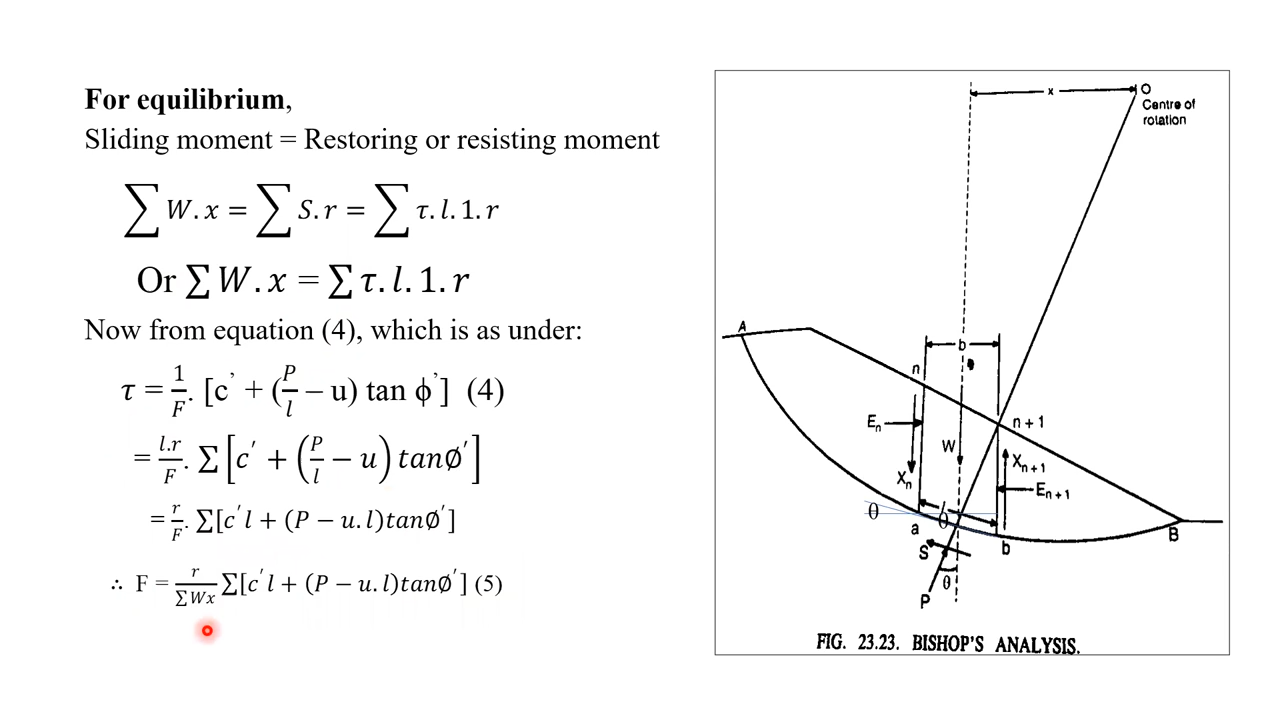 For equilibrium,
Sliding moment = Restoring or resisting moment
∑ W.x = ∑ S.r = ∑ τ.l.1.r
Or ∑ W.x = ∑ τ.l.1.r
Now from equation (4), which is as under:
τ = 1/F. [c’ + (P/l – u) tan ϕ’] (4)
= l.r/F. ∑ [c′ + (P/l − u) tanØ′]
= r/F. ∑[c′l + (P − u.l)tanØ′]
∴ F = r/∑Wx ∑[c′l + (P − u.l)tanØ′] (5)
x
O
Centre of
rotation
A
b
n
n + 1
En
W
Xn
Xn+1
En+1
θ
l
θ
a
b
B
S
θ
P
FIG. 23.23. BISHOP'S ANALYSIS.